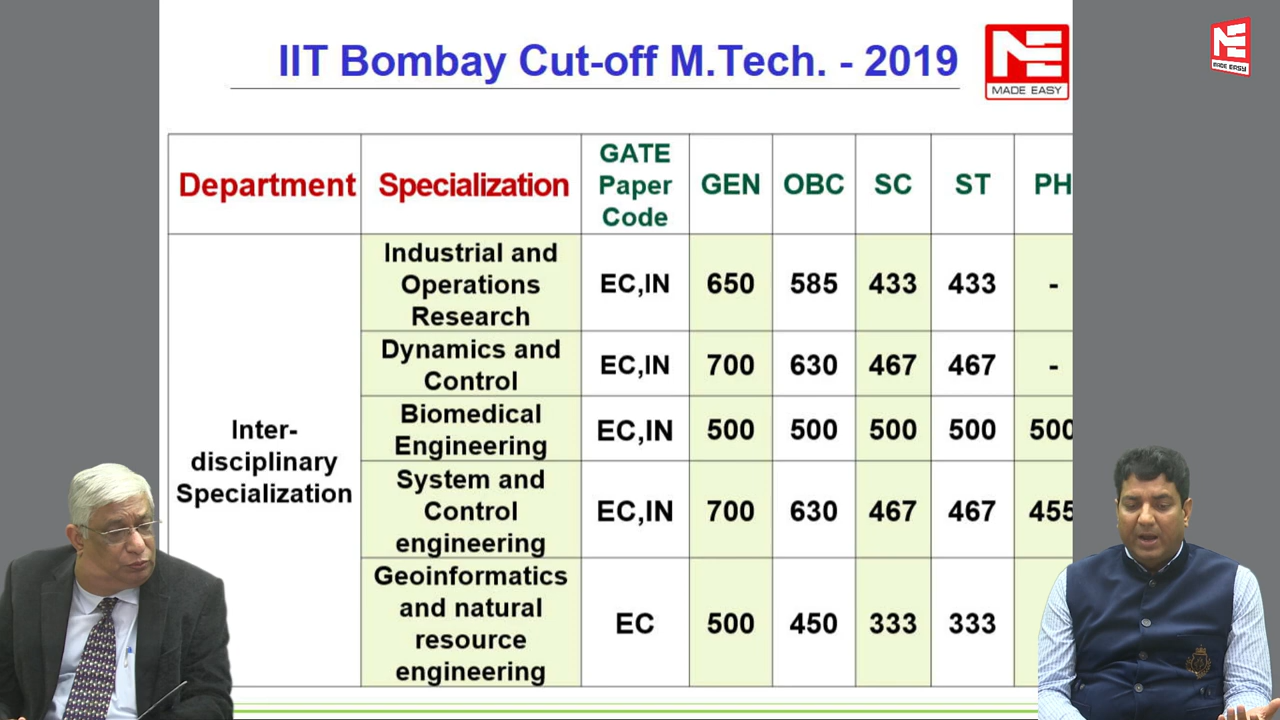 IIT Bombay Cut-off M.Tech. - 2019
ME
MADE EASY
ME
MADE EASY
Department Specialization GATE Paper Code GEN OBC SC ST PH
Inter-disciplinary Specialization
Industrial and Operations Research EC,IN 650 585 433 433 -
Dynamics and Control EC,IN 700 630 467 467 -
Biomedical Engineering EC,IN 500 500 500 500 500
System and Control engineering EC,IN 700 630 467 467 455
Geoinformatics and natural resource engineering EC 500 450 333 333